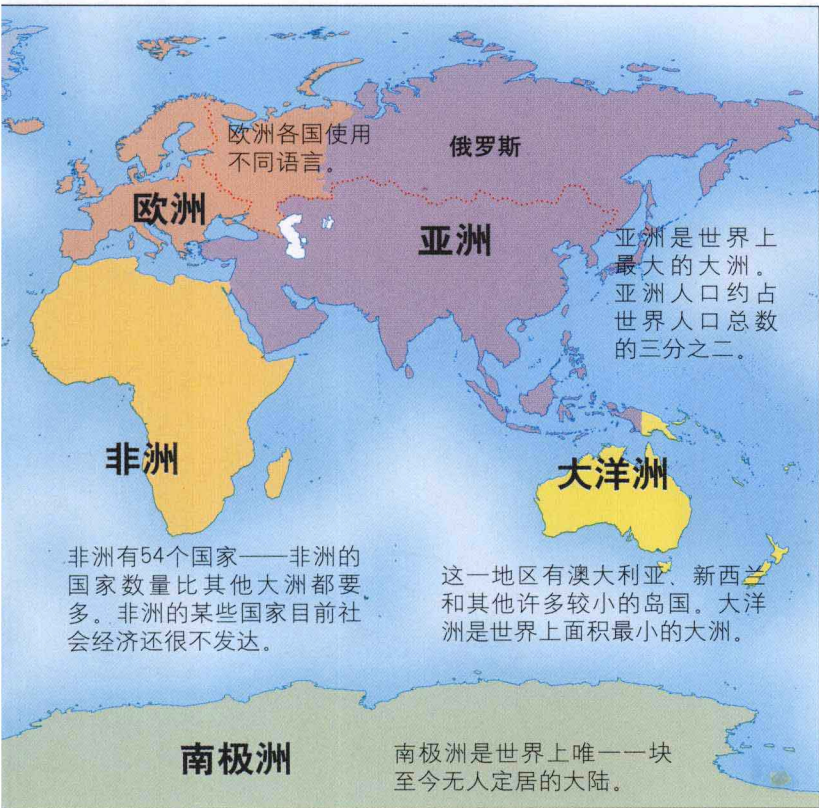 欧洲各国使用
不同语言。
俄罗斯
欧洲
亚洲
亚洲是世界上
最大的大洲。
亚洲人口约占
世界人口总数
的三分之二。
非洲
大洋洲
非洲有54个国家——非洲的
国家数量比其他大洲都要
多。非洲的某些国家目前社
会经济还很不发达。
这一地区有澳大利亚、新西兰
和其他许多较小的岛国。大洋
洲是世界上面积最小的大洲。
南极洲
南极洲是世界上唯一一块
至今无人定居的大陆。